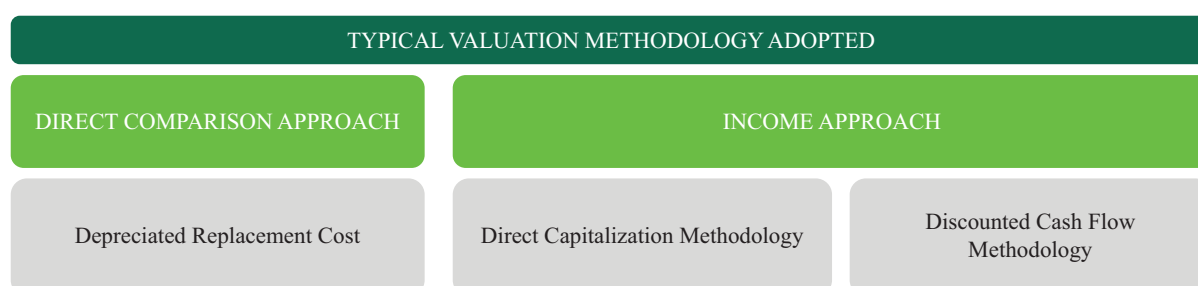 TYPICAL VALUATION METHODOLOGY ADOPTED
DIRECT COMPARISON APPROACH
INCOME APPROACH
Depreciated Replacement Cost
Direct Capitalization Methodology
Discounted Cash Flow
Methodology